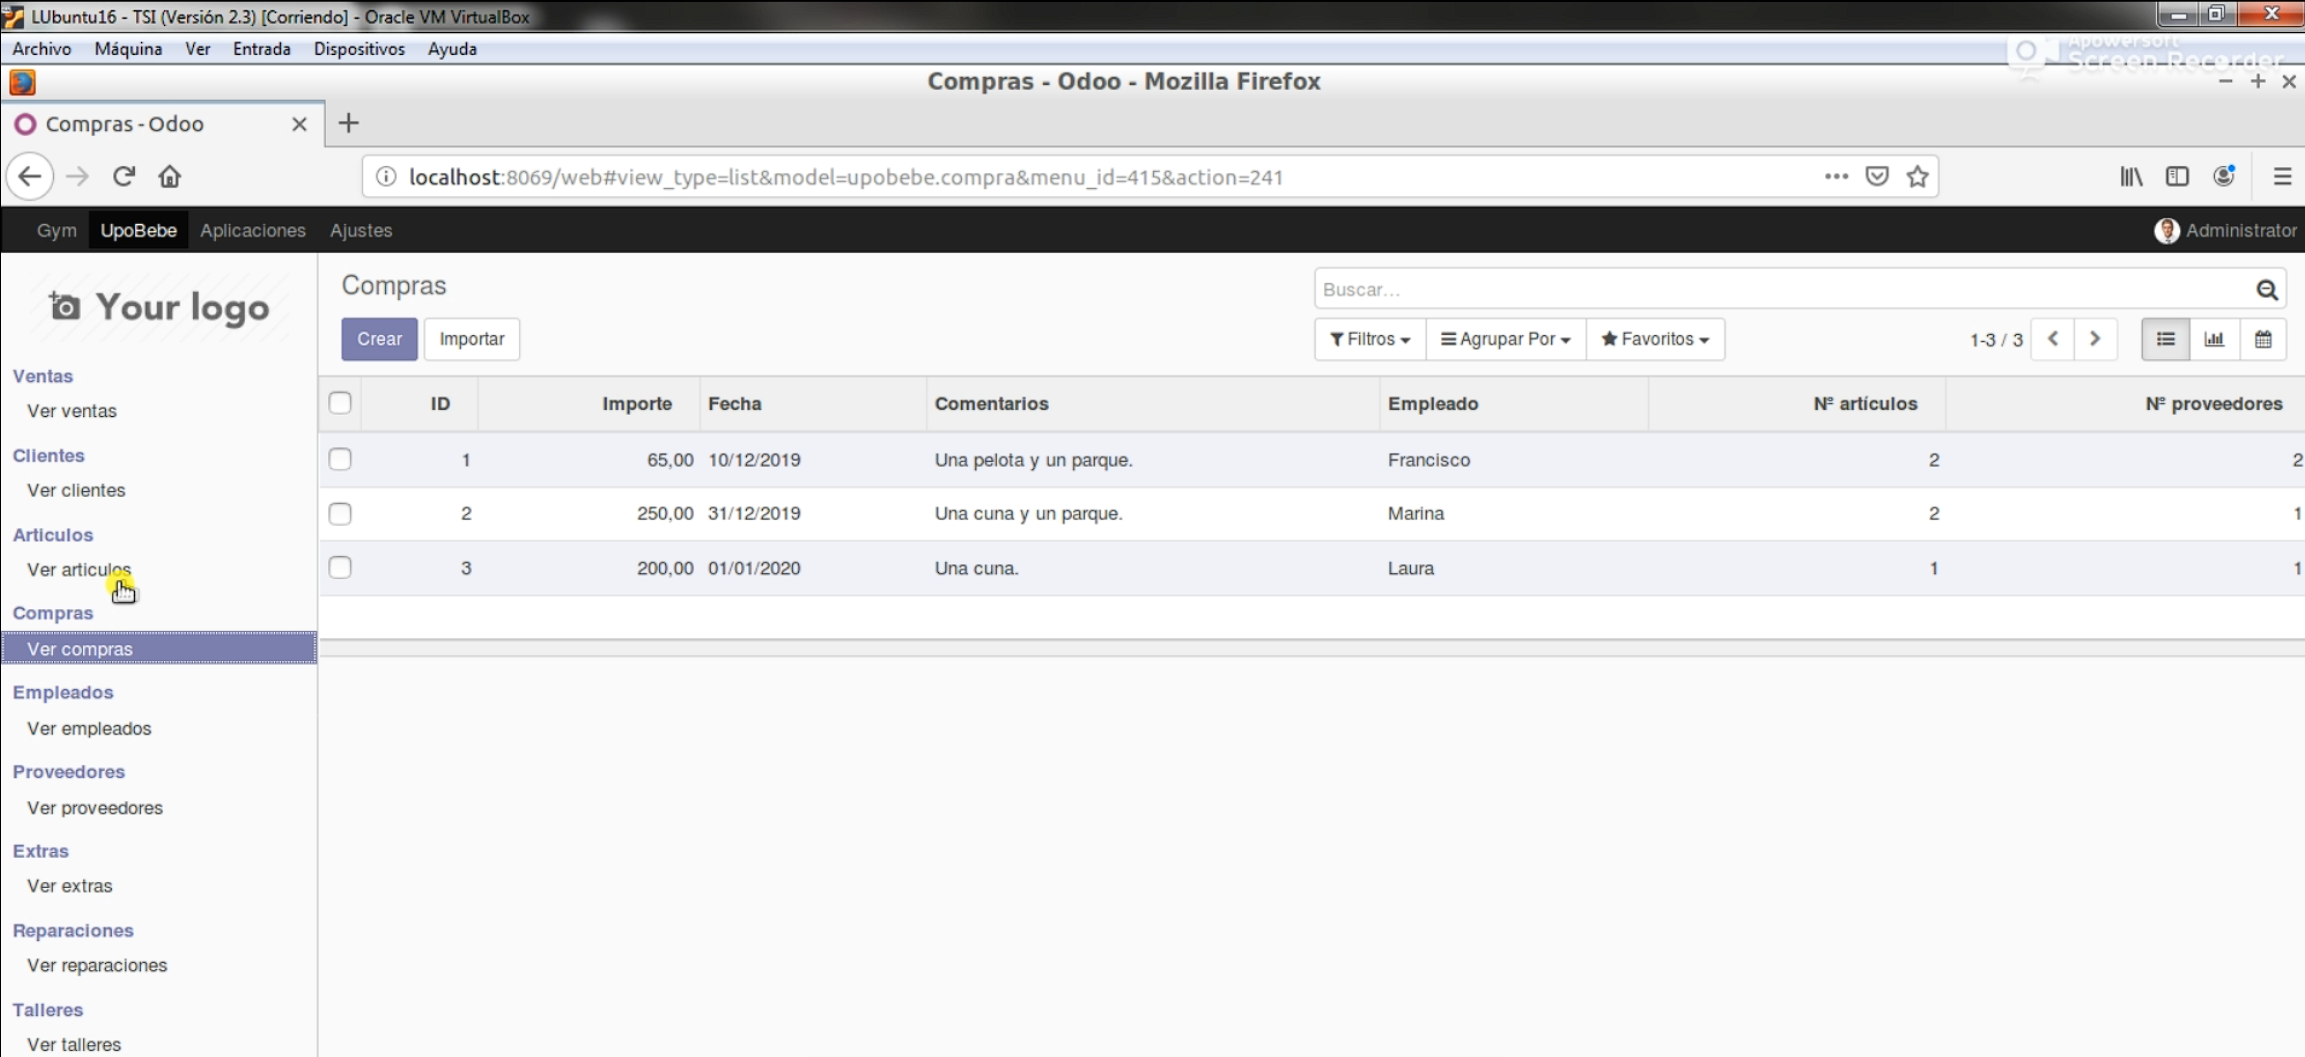 LUbuntu16 - TSI (Versión 2.3) [Corriendo] - Oracle VM VirtualBox
Archivo Máquina Ver Entrada Dispositivos Ayuda
Apowersoft
Screen Recorder
Compras - Odoo - Mozilla Firefox
Compras - Odoo
localhost:8069/web#view_type=list&model=upobebe.compra&menu_id=415&action=241
Gym UpoBebe Aplicaciones Ajustes Administrator
Your logo
Compras
Buscar...
Crear Importar
Filtros Agrupar Por Favoritos 1-3 / 3
Ventas
Ver ventas
Clientes
Ver clientes
Articulos
Ver articulos
Compras
Ver compras
Empleados
Ver empleados
Proveedores
Ver proveedores
Extras
Ver extras
Reparaciones
Ver reparaciones
Talleres
Ver talleres
ID Importe Fecha Comentarios Empleado Nº artículos Nº proveedores
1 65,00 10/12/2019 Una pelota y un parque. Francisco 2 2
2 250,00 31/12/2019 Una cuna y un parque. Marina 2 1
3 200,00 01/01/2020 Una cuna. Laura 1 1